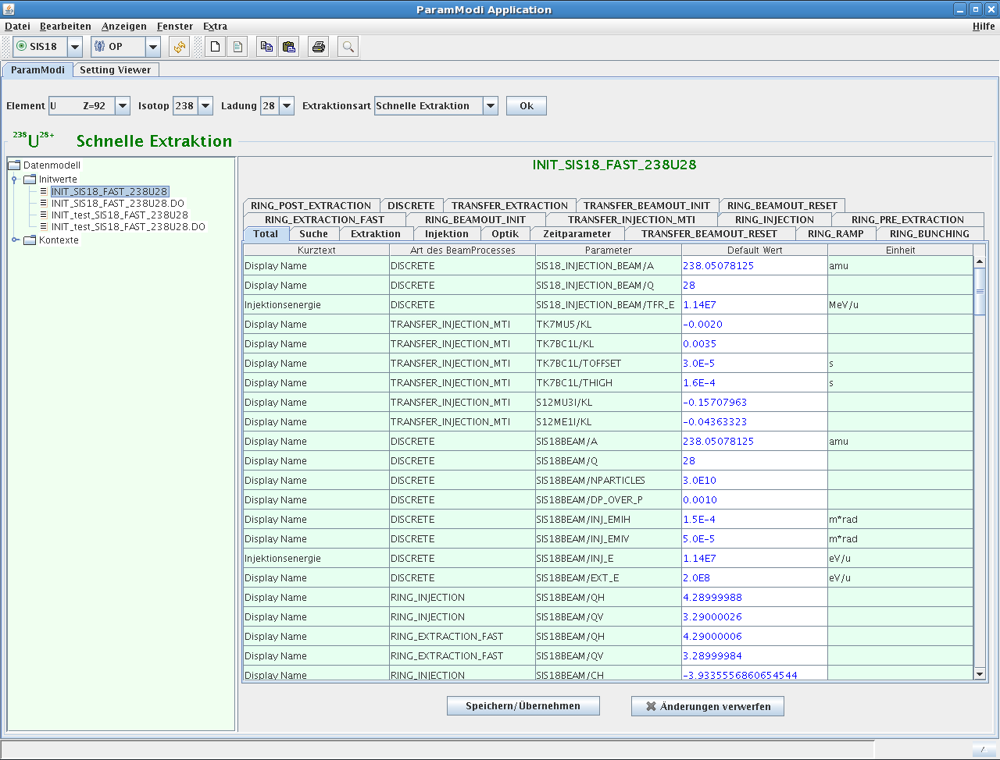 ParamModi Application
Datei Bearbeiten Anzeigen Fenster Extra Hilfe
SIS18 OP
ParamModi Setting Viewer
Element U Z=92 Isotop 238 Ladung 28 Extraktionsart Schnelle Extraktion Ok
238U28+ Schnelle Extraktion
Datenmodell
Initwerte
INIT_SIS18_FAST_238U28
INIT_SIS18_FAST_238U28.DO
INIT_test_SIS18_FAST_238U28
INIT_test_SIS18_FAST_238U28.DO
Kontexte
INIT_SIS18_FAST_238U28
RING_POST_EXTRACTION DISCRETE TRANSFER_EXTRACTION TRANSFER_BEAMOUT_INIT RING_BEAMOUT_RESET
RING_EXTRACTION_FAST RING_BEAMOUT_INIT TRANSFER_INJECTION_MTI RING_INJECTION RING_PRE_EXTRACTION
Total Suche Extraktion Injektion Optik Zeitparameter TRANSFER_BEAMOUT_RESET RING_RAMP RING_BUNCHING
Kurztext Art des BeamProcesses Parameter Default Wert Einheit
Display Name DISCRETE SIS18_INJECTION_BEAM/A 238.05078125 amu
Display Name DISCRETE SIS18_INJECTION_BEAM/Q 28
Injektionsenergie DISCRETE SIS18_INJECTION_BEAM/TFR_E 1.14E7 MeV/u
Display Name TRANSFER_INJECTION_MTI TK7MU5/KL -0.0020
Display Name TRANSFER_INJECTION_MTI TK7BC1L/KL 0.0035
Display Name TRANSFER_INJECTION_MTI TK7BC1L/TOFFSET 3.0E-5 s
Display Name TRANSFER_INJECTION_MTI TK7BC1L/THIGH 1.6E-4 s
Display Name TRANSFER_INJECTION_MTI S12MU3I/KL -0.15707963
Display Name TRANSFER_INJECTION_MTI S12ME1I/KL -0.04363323
Display Name DISCRETE SIS18BEAM/A 238.05078125 amu
Display Name DISCRETE SIS18BEAM/Q 28
Display Name DISCRETE SIS18BEAM/NPARTICLES 3.0E10
Display Name DISCRETE SIS18BEAM/DP_OVER_P 0.0010
Display Name DISCRETE SIS18BEAM/INJ_EMIH 1.5E-4 m*rad
Display Name DISCRETE SIS18BEAM/INJ_EMIV 5.0E-5 m*rad
Injektionsenergie DISCRETE SIS18BEAM/INJ_E 1.14E7 eV/u
Display Name DISCRETE SIS18BEAM/EXT_E 2.0E8 eV/u
Display Name RING_INJECTION SIS18BEAM/QH 4.28999988
Display Name RING_INJECTION SIS18BEAM/QV 3.29000026
Display Name RING_EXTRACTION_FAST SIS18BEAM/QH 4.29000006
Display Name RING_EXTRACTION_FAST SIS18BEAM/QV 3.28999984
Display Name RING_INJECTION SIS18BEAM/CH -3.9335556860654544
Speichern/Übernehmen Änderungen verwerfen